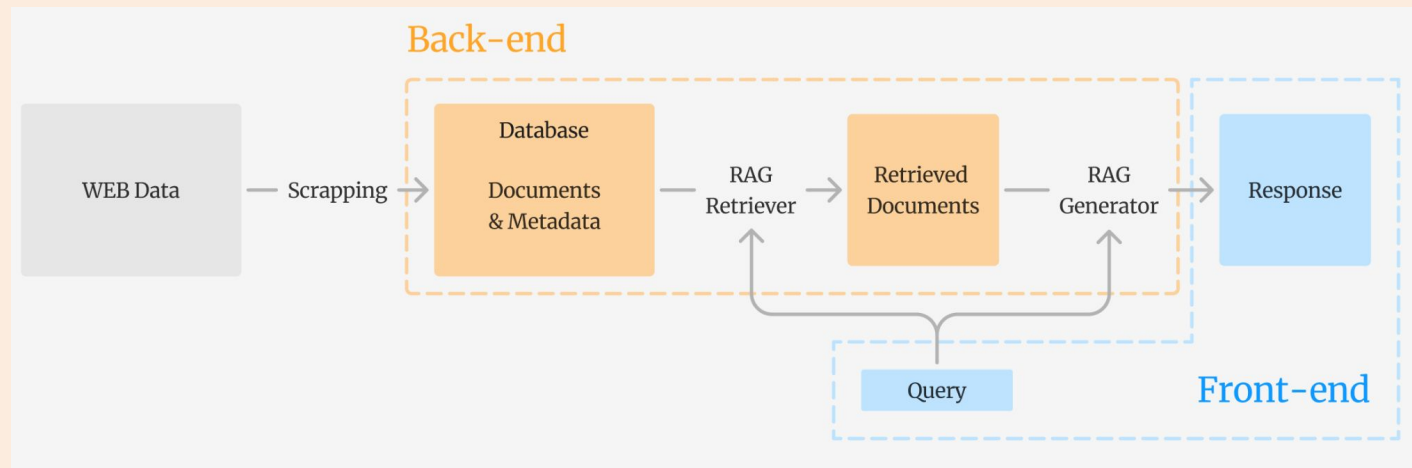 Back-end
WEB Data
Scrapping
Database
Documents
& Metadata
RAG
Retriever
Retrieved
Documents
RAG
Generator
Response
Query
Front-end